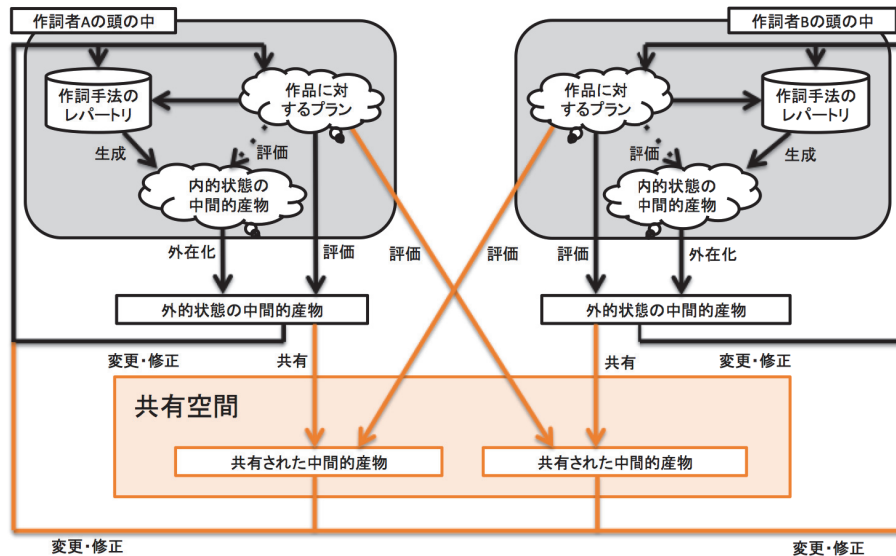 作詞者Aの頭の中
作詞者Bの頭の中
作詞手法の
レパートリ
作品に対
するプラン
作品に対
するプラン
作詞手法の
レパートリ
生成
評価
評価
生成
内的状態の
中間的産物
内的状態の
中間的産物
外在化
評価
評価
評価
評価
外在化
外的状態の中間的産物
外的状態の中間的産物
変更・修正
共有
共有
変更・修正
共有空間
共有された中間的産物
共有された中間的産物
変更・修正
変更・修正